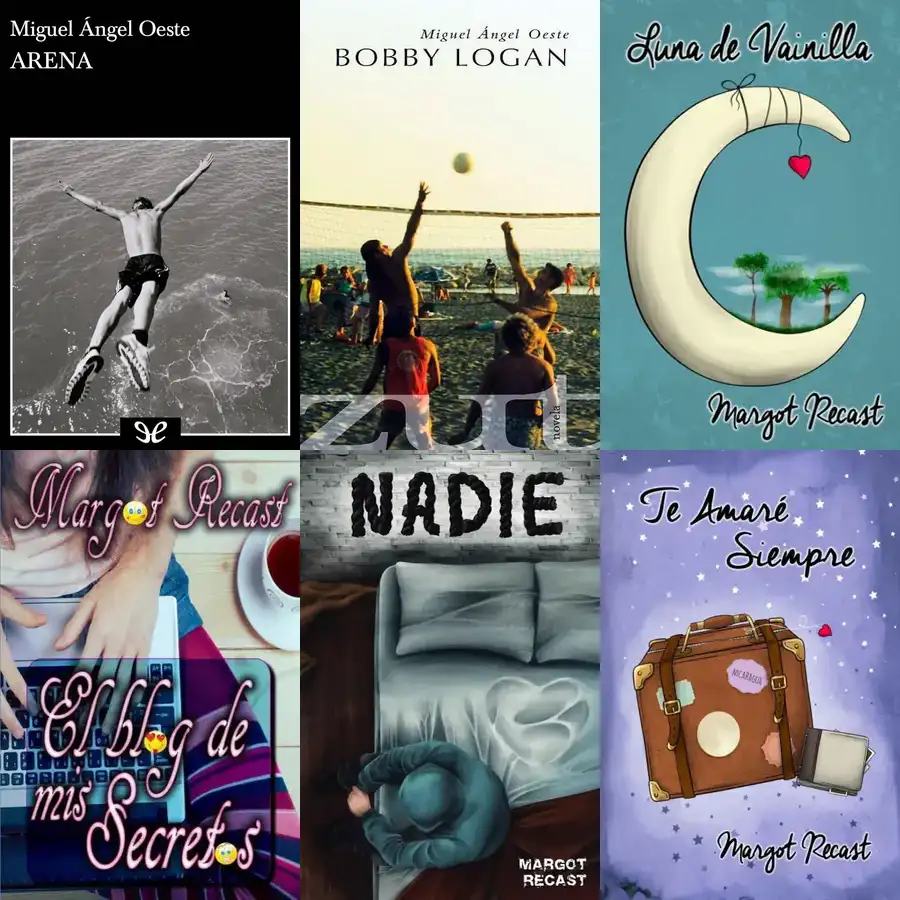 Miguel Ángel Oeste
ARENA
Miguel Ángel Oeste
BOBBY LOGAN
zut
novela
Luna de Vainilla
Margot Recast
Margot Recast
El blog de
mis
Secretos
NADIE
MARGOT
RECAST
Te Amaré
Siempre
NICARAGUA
Margot Recast